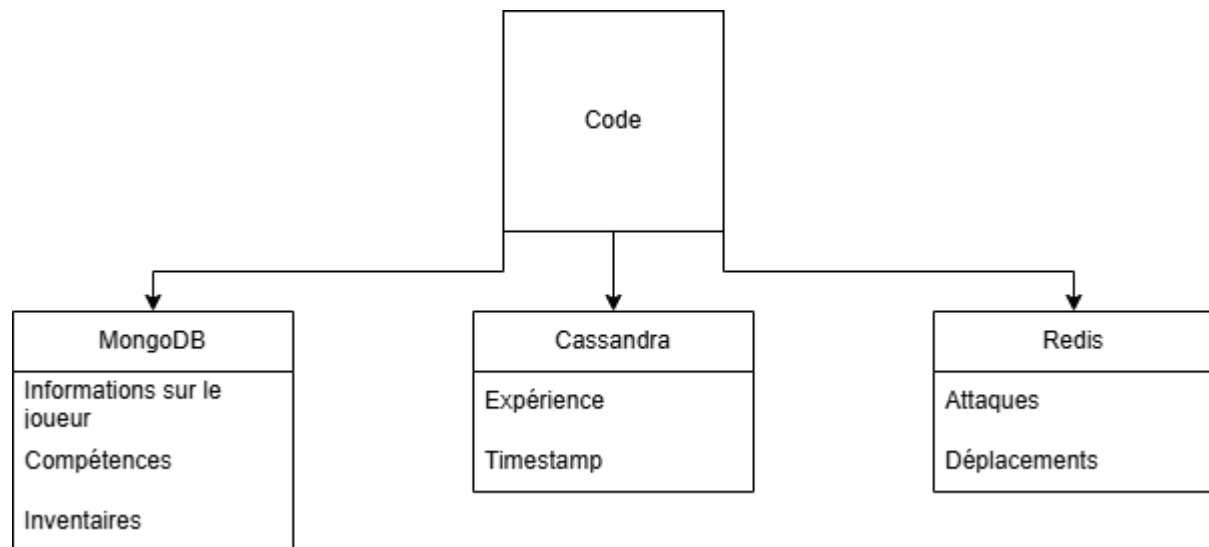 Code
MongoDB
Informations sur le
joueur
Compétences
Inventaires
Cassandra
Expérience
Timestamp
Redis
Attaques
Déplacements